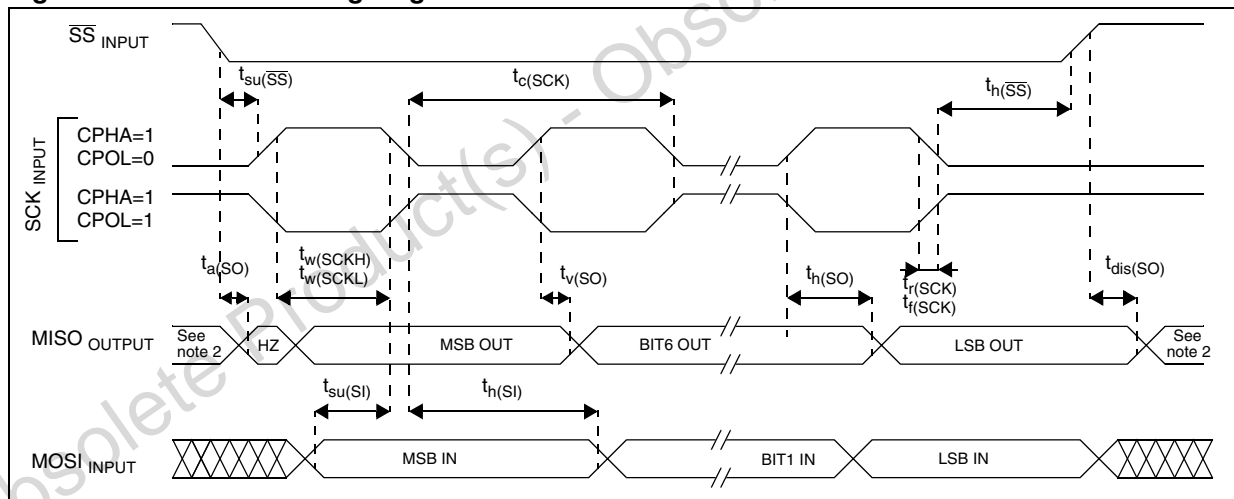 SS INPUT
tsu(SS)
tc(SCK)
th(SS)
SCK INPUT
CPHA=1
CPOL=0
CPHA=1
CPOL=1
ta(SO)
tw(SCKH)
tw(SCKL)
tv(SO)
th(SO)
tr(SCK)
tf(SCK)
tdis(SO)
MISO OUTPUT
See
note 2
HZ
MSB OUT
BIT6 OUT
LSB OUT
See
note 2
tsu(SI)
th(SI)
MOSI INPUT
MSB IN
BIT1 IN
LSB IN
Obsolete Product(s) - Obso